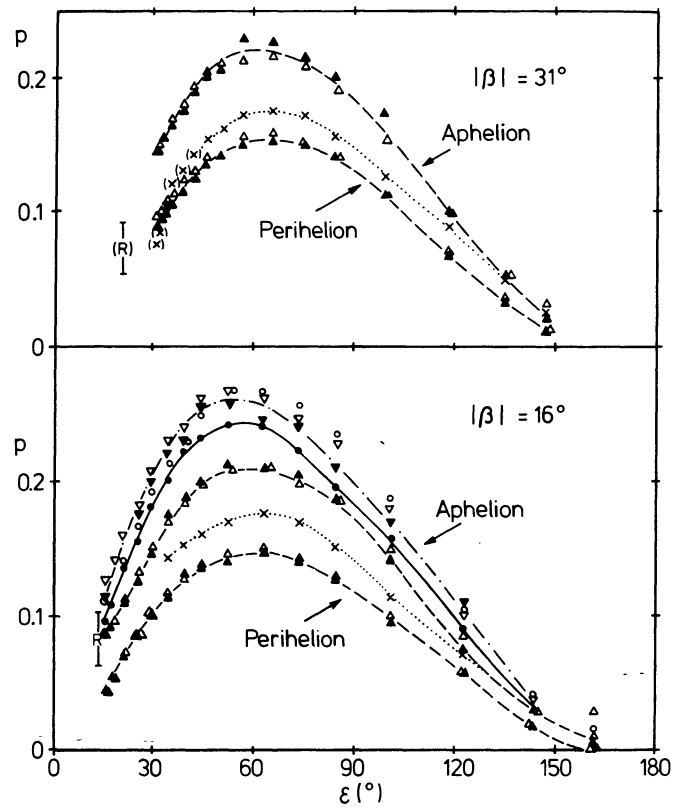 p
0,2
0.1
0
|β| = 31°
Aphelion
Perihelion
(R)
p
0.2
0.1
0
|β| = 16°
Aphelion
Perihelion
R
0 30 60 90 120 150 180
ε(°)